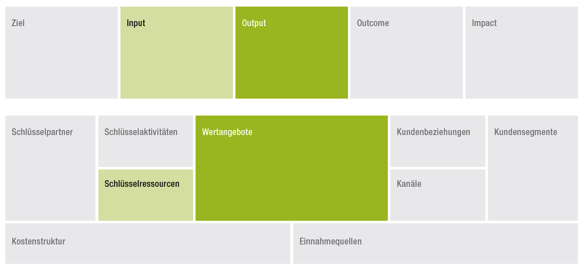 Ziel
Input
Output
Outcome
Impact
Schlüsselpartner
Schlüsselaktivitäten
Wertangebote
Kundenbeziehungen
Kundensegmente
Schlüsselressourcen
Kanäle
Kostenstruktur
Einnahmequellen